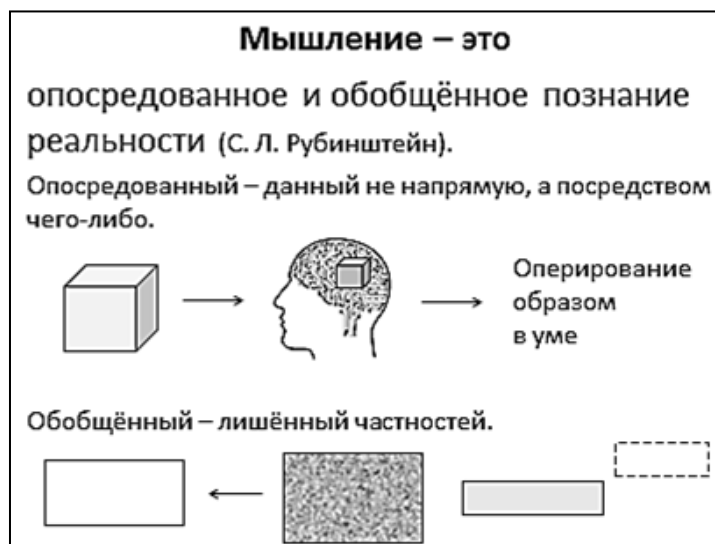 Мышление – это
опосредованное и обобщённое познание
реальности (С. Л. Рубинштейн).
Опосредованный – данный не напрямую, а посредством
чего-либо.
Оперирование
образом
в уме
Обобщённый – лишённый частностей.